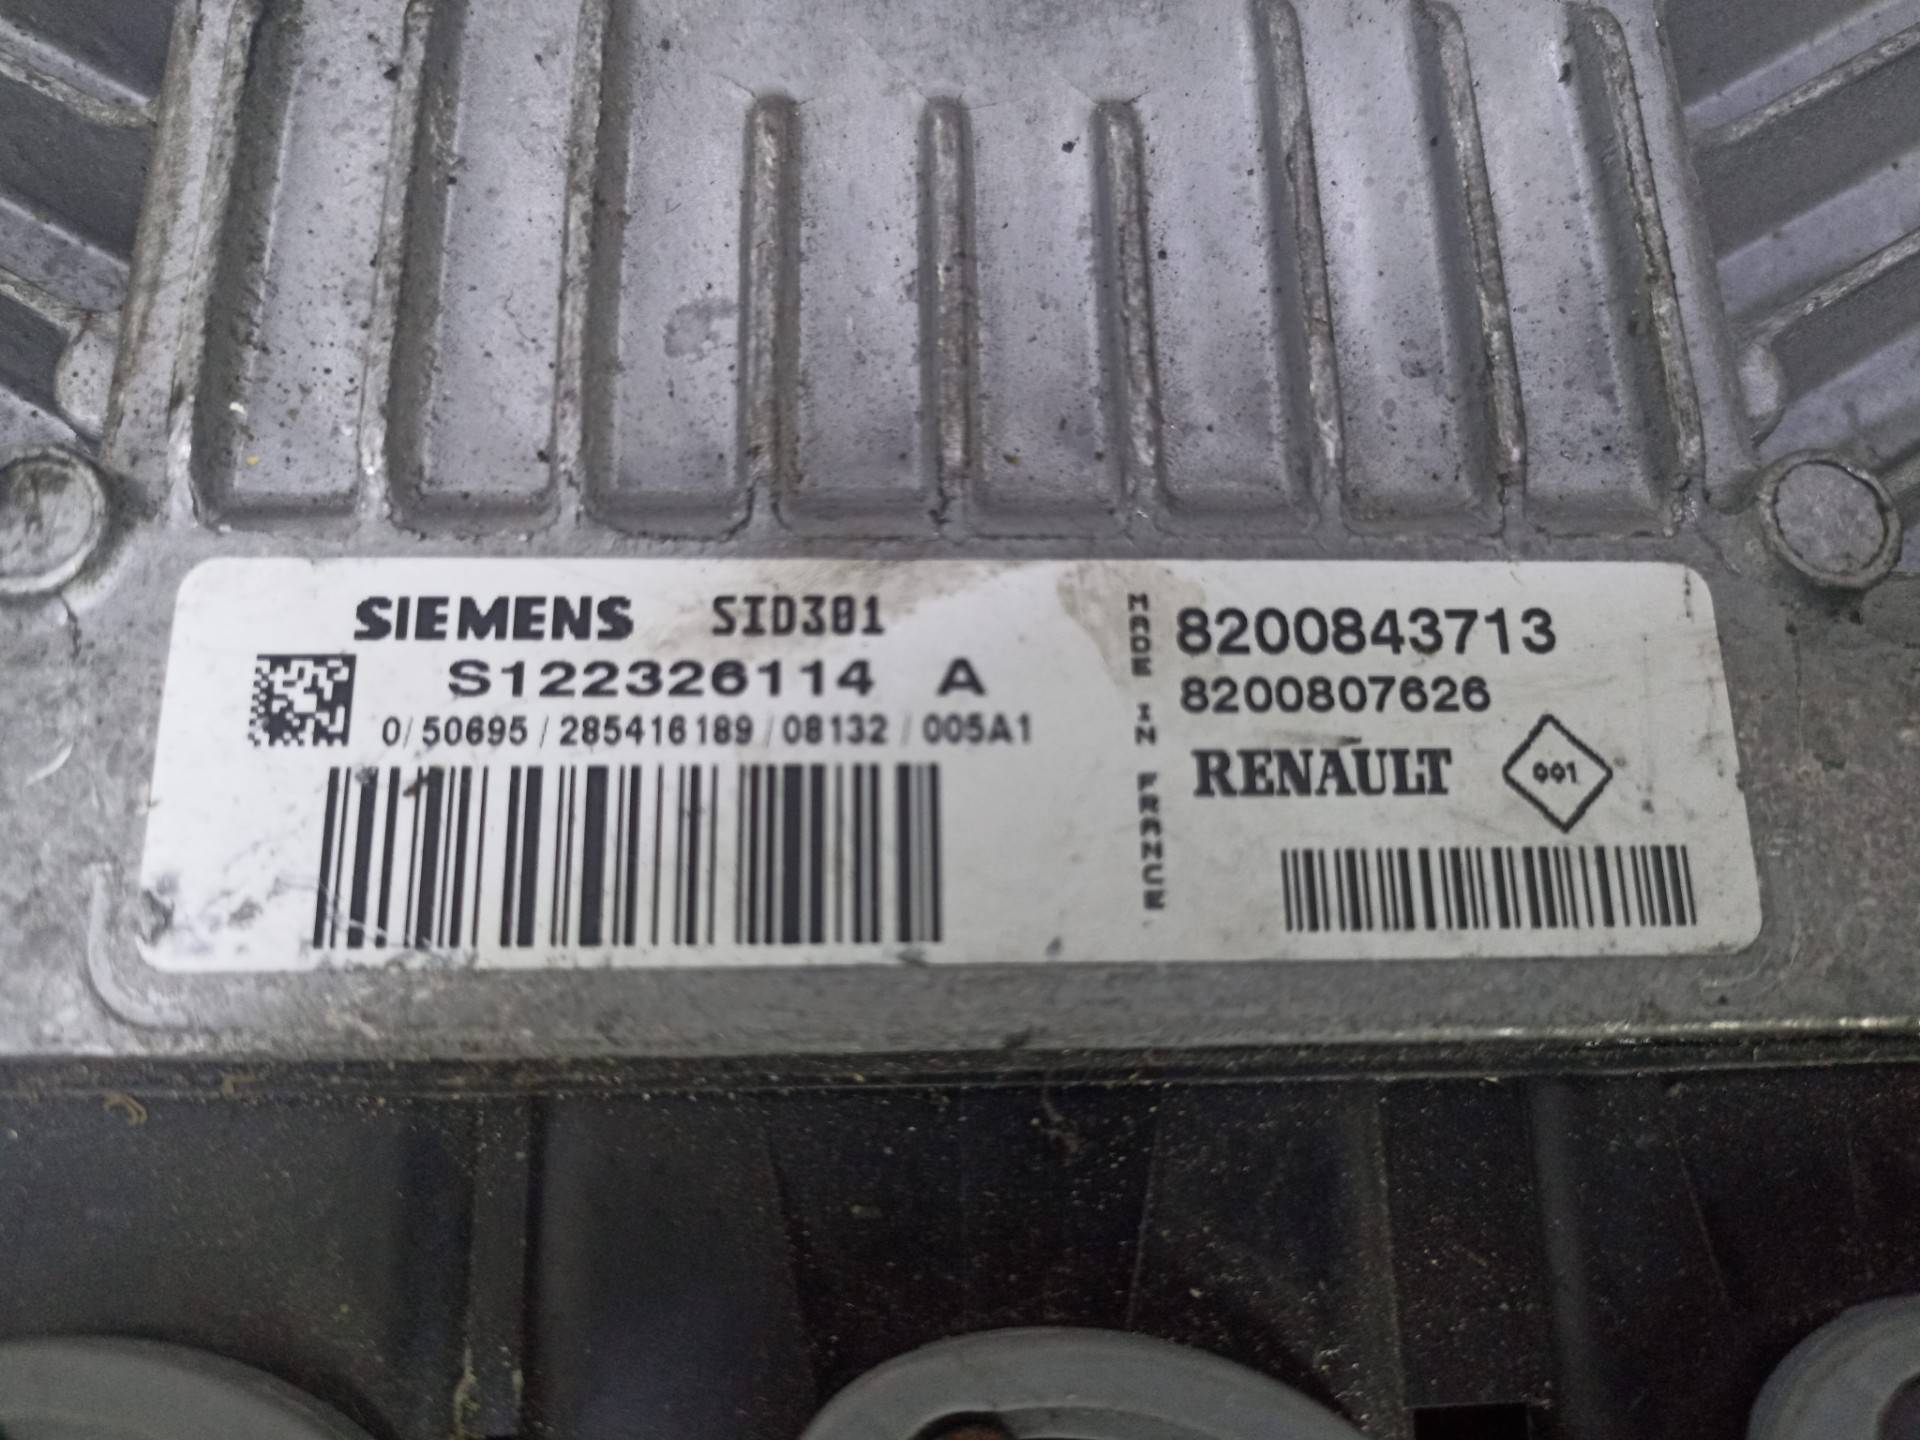 SIEMENS SID301
S122326114 A
0/50695/285416189/08132/005A1
MADE IN FRANCE
8200843713
8200807626
RENAULT 001